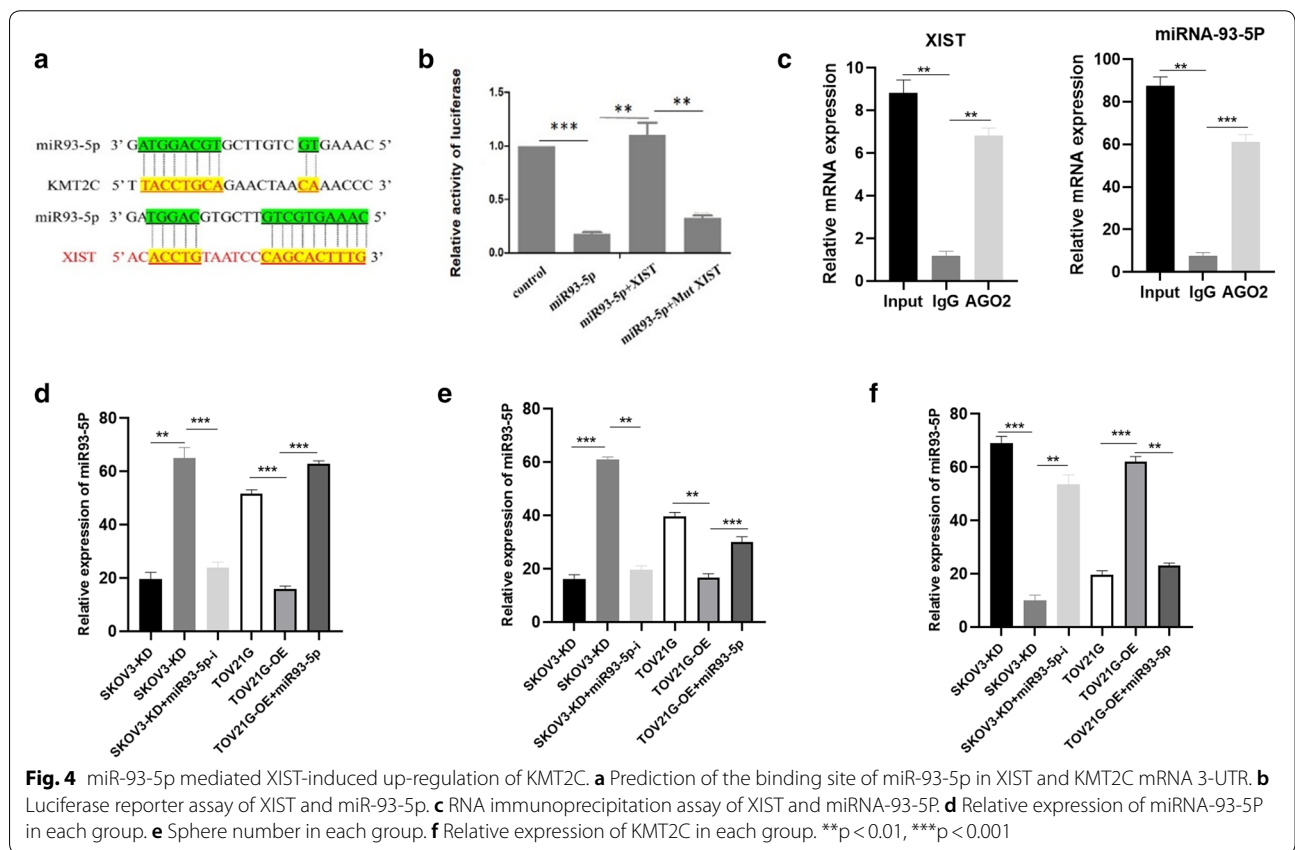 a
miR93-5p 3' GATGGACGTGCTTGTC GTGAAAC 5'
KMT2C 5' T TACCTGCAGAACTAACAAACCC 3'
miR93-5p 3' GATGGACGTGCTTGTCGTGAAAC 5'
XIST 5' ACACCTGTAATCCCAGCACTTTG 3'
b
Relative activity of luciferase
1.5
1.0
0.5
0.0
***
**
**
control
miR93-5p
miR93-5p+XIST
miR93-5p+Mut XIST
c
XIST
Relative mRNA expression
10
8
6
4
2
0
**
**
Input IgG AGO2
miRNA-93-5P
Relative mRNA expression
100
80
60
40
20
0
**
***
Input IgG AGO2
d
Relative expression of miR93-5P
80
60
40
20
0
**
***
***
***
SKOV3-KD
SKOV3-KD
SKOV3-KD+miR93-5p-i
TOV21G
TOV21G-OE
TOV21G-OE+miR93-5p
e
Relative expression of miR93-5P
80
60
40
20
0
***
**
**
***
SKOV3-KD
SKOV3-KD
SKOV3-KD+miR93-5p-i
TOV21G
TOV21G-OE
TOV21G-OE+miR93-5p
f
Relative expression of miR93-5P
80
60
40
20
0
***
**
***
**
SKOV3-KD
SKOV3-KD
SKOV3-KD+miR93-5p-i
TOV21G
TOV21G-OE
TOV21G-OE+miR93-5p
Fig. 4 miR-93-5p mediated XIST-induced up-regulation of KMT2C. a Prediction of the binding site of miR-93-5p in XIST and KMT2C mRNA 3-UTR. b
Luciferase reporter assay of XIST and miR-93-5p. c RNA immunoprecipitation assay of XIST and miRNA-93-5P. d Relative expression of miRNA-93-5P
in each group. e Sphere number in each group. f Relative expression of KMT2C in each group. **p < 0.01, ***p < 0.001